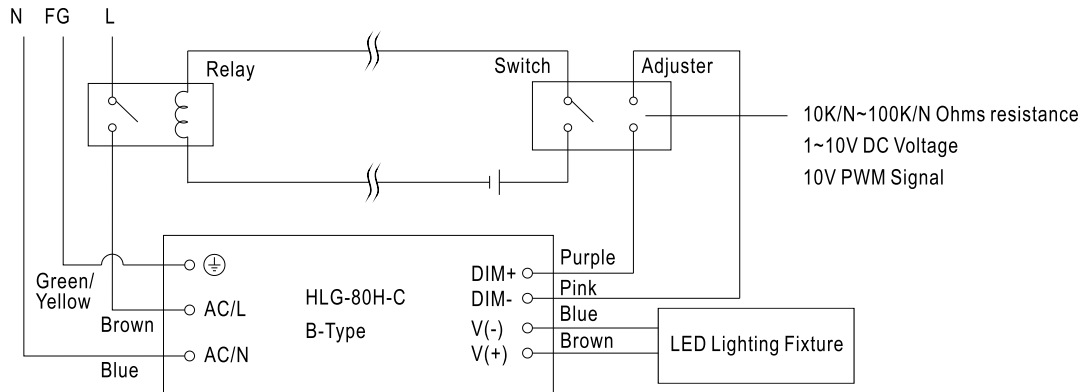 N FG L
Relay
Switch
Adjuster
10K/N~100K/N Ohms resistance
1~10V DC Voltage
10V PWM Signal
Green/
Yellow
Brown
Blue
AC/L
AC/N
HLG-80H-C
B-Type
DIM+
DIM-
V(-)
V(+)
Purple
Pink
Blue
Brown
LED Lighting Fixture